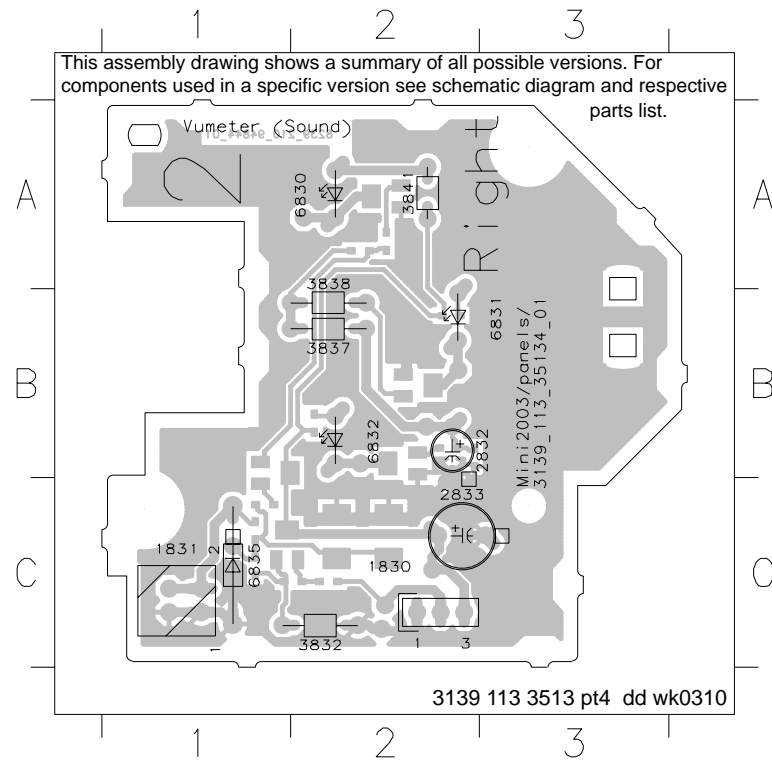 1 2 3
This assembly drawing shows a summary of all possible versions. For
components used in a specific version see schematic diagram and respective
parts list.
Vumeter (Sound)
2
Right
A A
6830
3841
3838
6831
3837
Mini2003/panels/
3139_113_35134_01
B B
6832
2832
2833
1831
2
6835
1830
C C
1
3832
1 3
3139 113 3513 pt4 dd wk0310
1 2 3